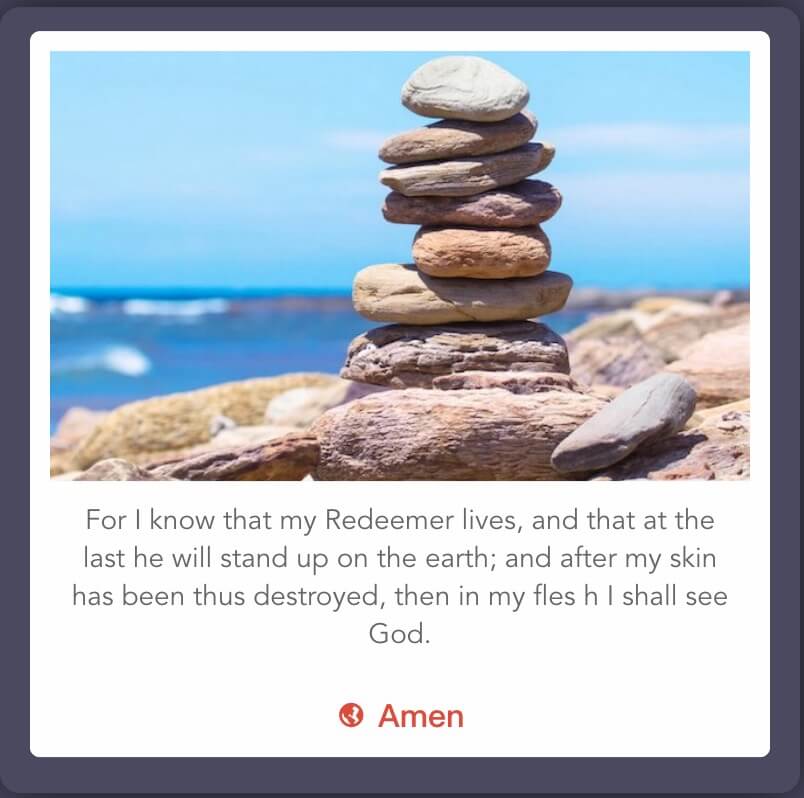 For I know that my Redeemer lives, and that at the
last he will stand up on the earth; and after my skin
has been thus destroyed, then in my fles h I shall see
God.
Amen